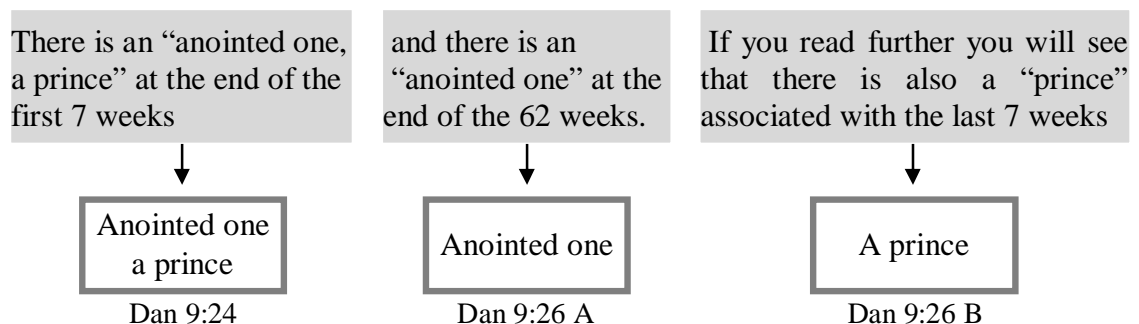 There is an “anointed one,
a prince” at the end of the
first 7 weeks
and there is an
“anointed one” at the
end of the 62 weeks.
If you read further you will see
that there is also a “prince”
associated with the last 7 weeks
Anointed one
a prince
Anointed one
A prince
Dan 9:24
Dan 9:26 A
Dan 9:26 B